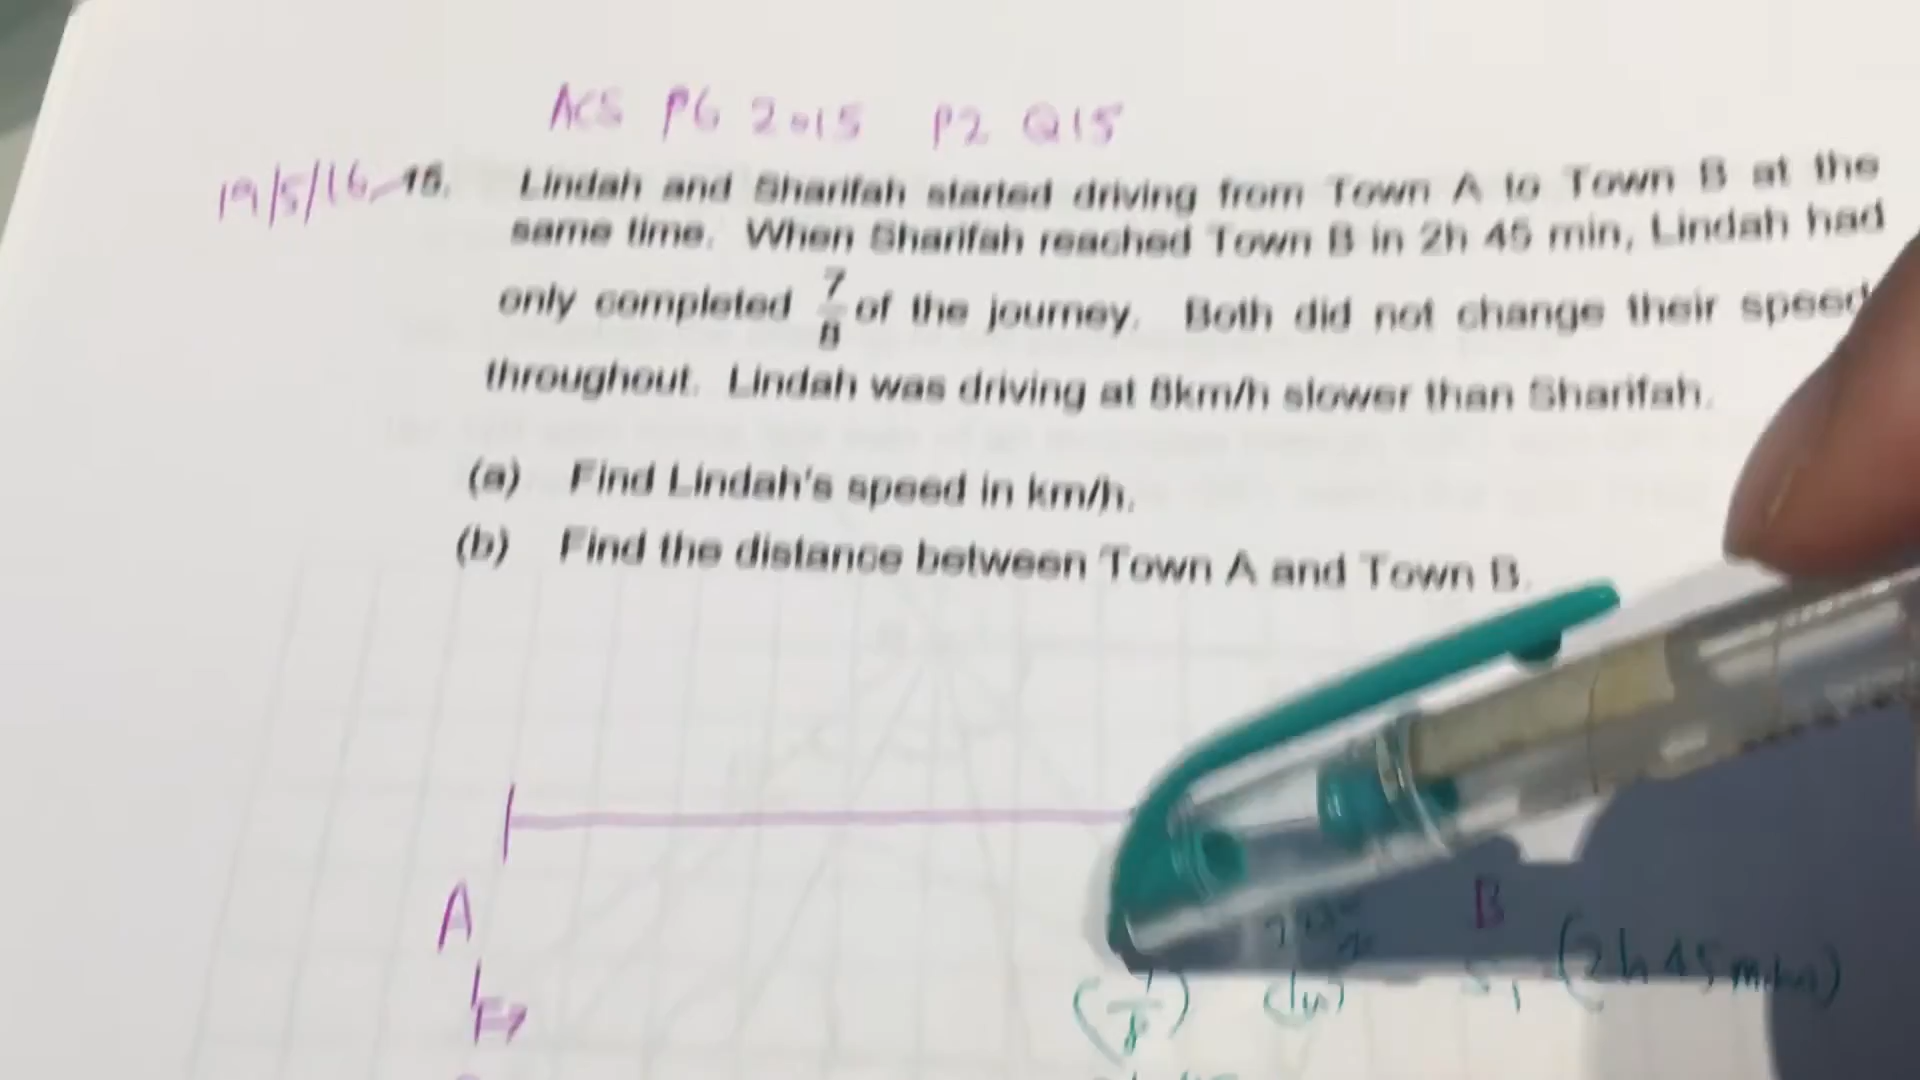 ACS P6 2015 P2 Q15
19/5/16 15. Lindah and Sharifah started driving from Town A to Town B at the
same time. When Sharifah reached Town B in 2h 45 min, Lindah had
only completed 7/8 of the journey. Both did not change their speed
throughout. Lindah was driving at 8km/h slower than Sharifah.
(a) Find Lindah's speed in km/h.
(b) Find the distance between Town A and Town B.
A
B
(2h 45 min)